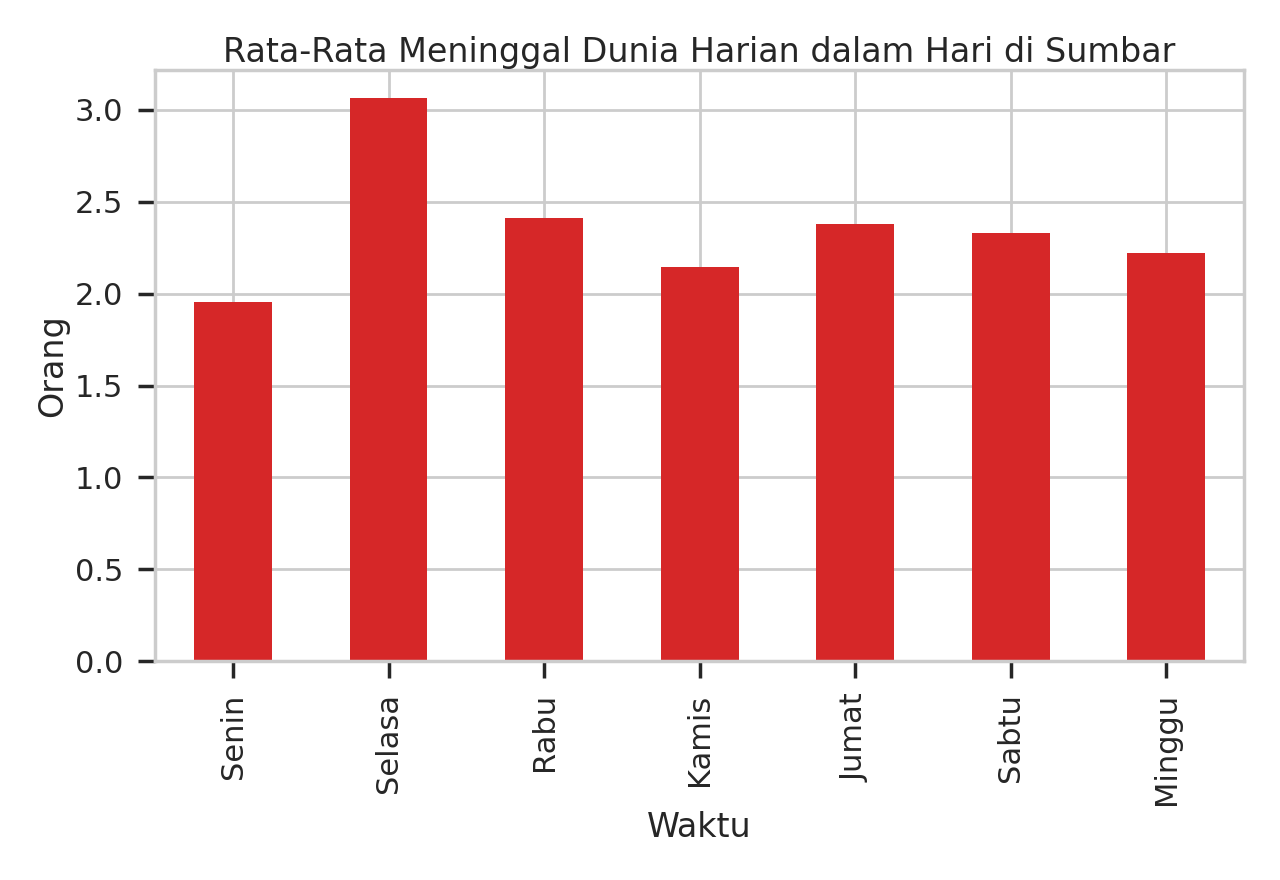 Rata-Rata Meninggal Dunia Harian dalam Hari di Sumbar
3.0
2.5
2.0
1.5
1.0
0.5
0.0
Orang
Senin
Selasa
Rabu
Kamis
Jumat
Sabtu
Minggu
Waktu